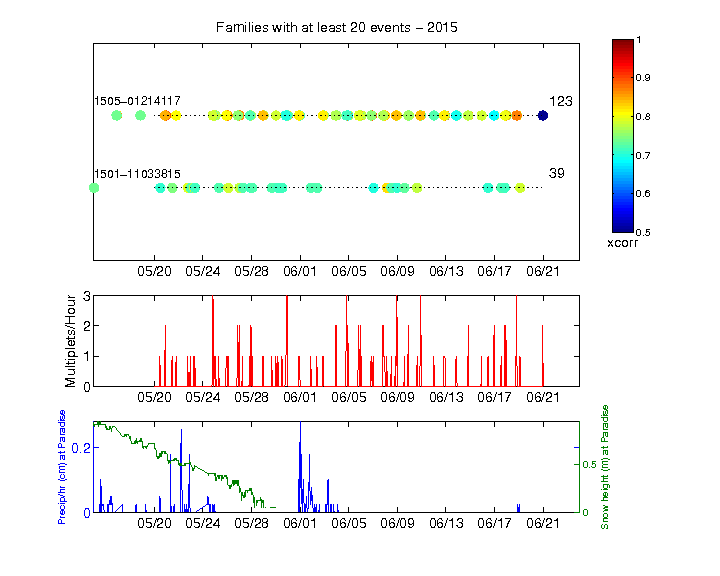 Families with at least 20 events − 2015
1505−01214117
123
1501−11033815
39
05/20 05/24 05/28 06/01 06/05 06/09 06/13 06/17 06/21
1
0.9
0.8
0.7
0.6
0.5
xcorr
Multiplets/Hour
3
2
1
0
05/20 05/24 05/28 06/01 06/05 06/09 06/13 06/17 06/21
Precip/hr (cm) at Paradise
0.2
0
0.5
0
Snow height (m) at Paradise
05/20 05/24 05/28 06/01 06/05 06/09 06/13 06/17 06/21